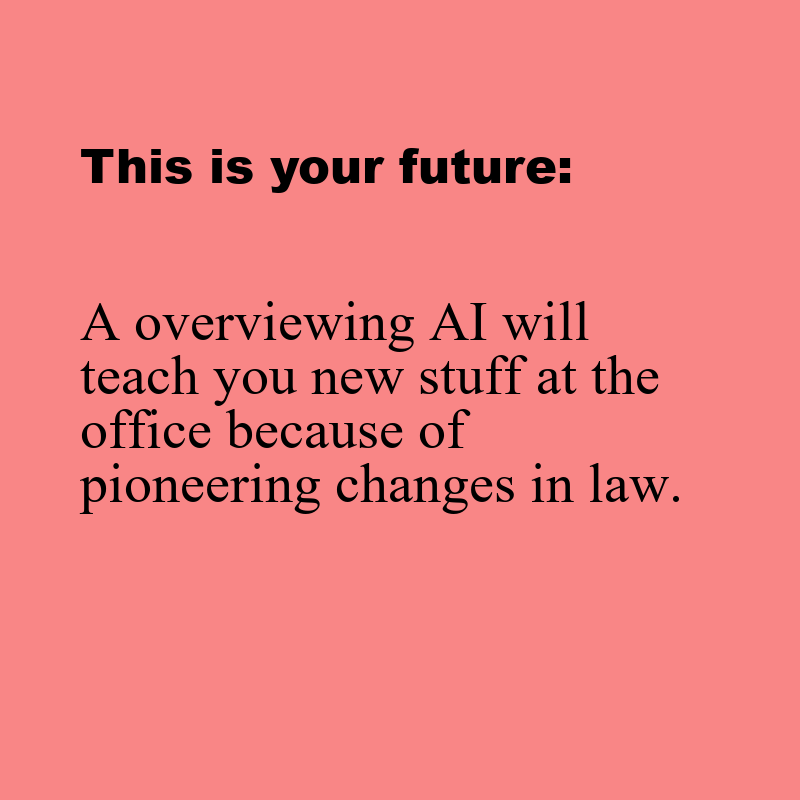 This is your future:
A overviewing AI will
teach you new stuff at the
office because of
pioneering changes in law.